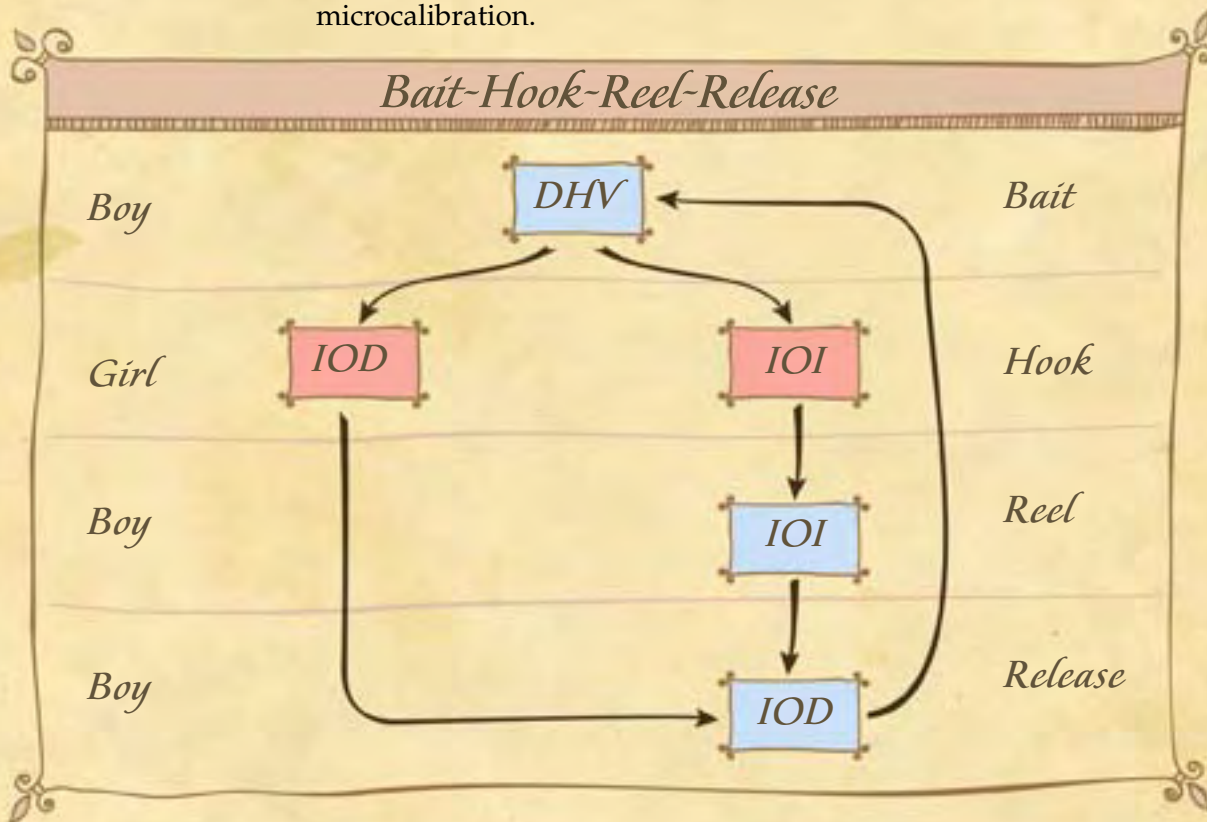 microcalibration.
Bait-Hook-Reel-Release
Boy DHV Bait
Girl IOD IOI Hook
Boy IOI Reel
Boy IOD Release